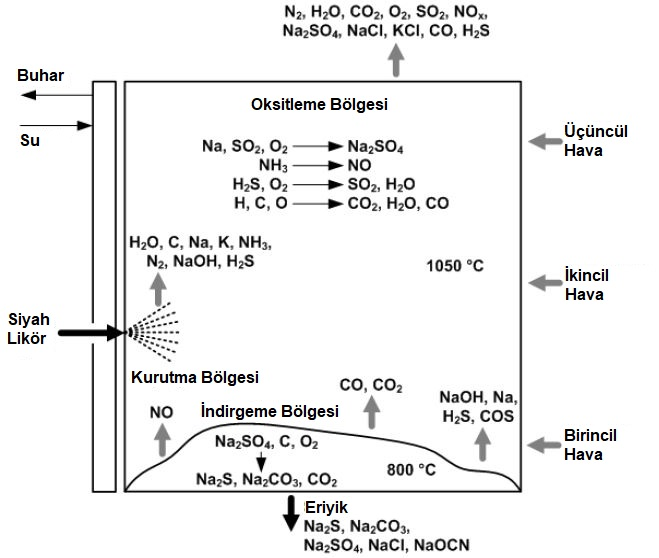 N₂, H₂O, CO₂, O₂, SO₂, NOₓ,
Na₂SO₄, NaCl, KCl, CO, H₂S
Buhar
Su
Oksitleme Bölgesi
Üçüncül
Hava
Na, SO₂, O₂ → Na₂SO₄
NH₃ → NO
H₂S, O₂ → SO₂, H₂O
H, C, O → CO₂, H₂O, CO
H₂O, C, Na, K, NH₃,
N₂, NaOH, H₂S
1050 °C
İkincil
Hava
Siyah
Likör
Kurutma Bölgesi
CO, CO₂
NaOH, Na,
H₂S, COS
NO
İndirgeme Bölgesi
Birincil
Hava
Na₂SO₄, C, O₂
Na₂S, Na₂CO₃, CO₂
800 °C
Eriyik
Na₂S, Na₂CO₃,
Na₂SO₄, NaCl, NaOCN